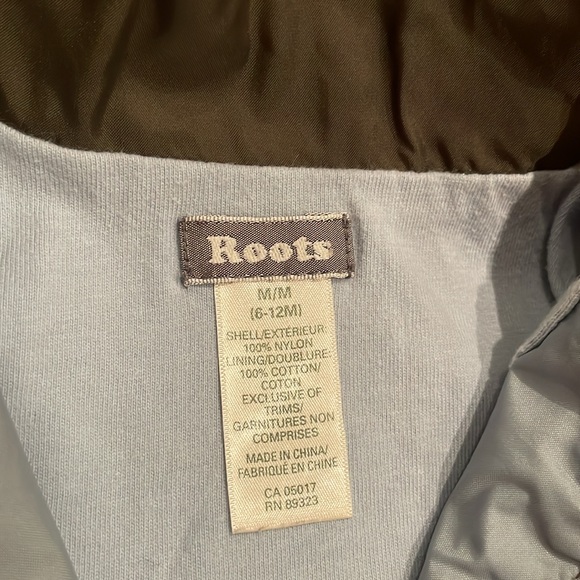 Roots
M/M
(6-12M)
SHELL/EXTÉRIEUR:
100% NYLON
LINING/DOUBLURE:
100% COTTON/
COTON
EXCLUSIVE OF
TRIMS/
GARNITURES NON
COMPRISES
MADE IN CHINA/
FABRIQUÉ EN CHINE
CA 05017
RN 89323